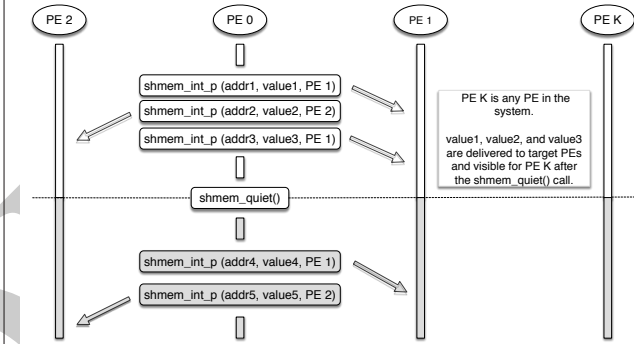 PE 2
PE 0
PE 1
PE K
shmem_int_p (addr1, value1, PE 1)
shmem_int_p (addr2, value2, PE 2)
shmem_int_p (addr3, value3, PE 1)
PE K is any PE in the
system.
value1, value2, and value3
are delivered to target PEs
and visible for PE K after
the shmem_quiet() call.
shmem_quiet()
shmem_int_p (addr4, value4, PE 1)
shmem_int_p (addr5, value5, PE 2)